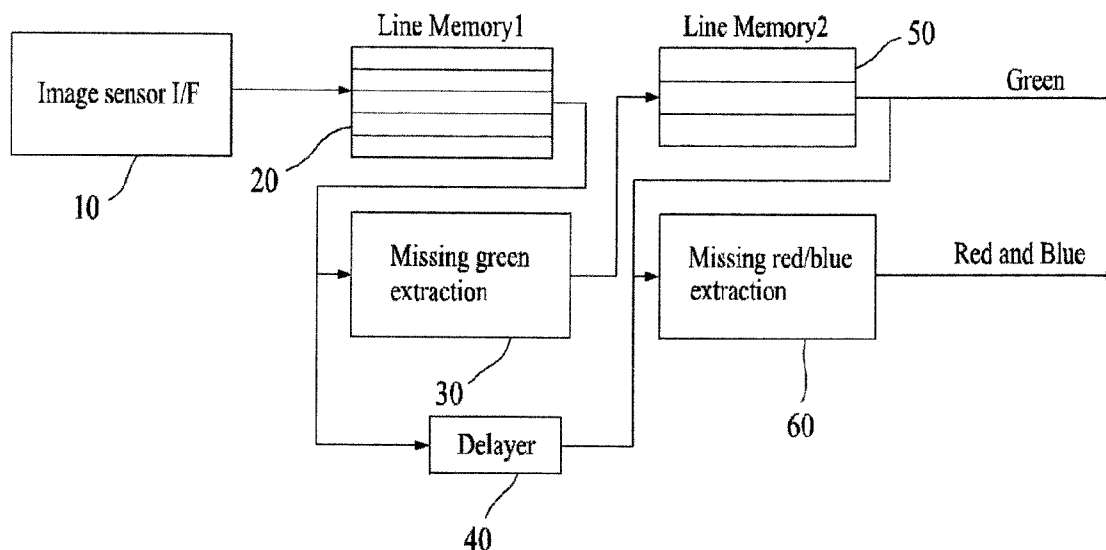 Line Memory1
Line Memory2
50
Image sensor I/F
Green
20
10
Missing green
extraction
Missing red/blue
extraction
Red and Blue
30
60
Delayer
40